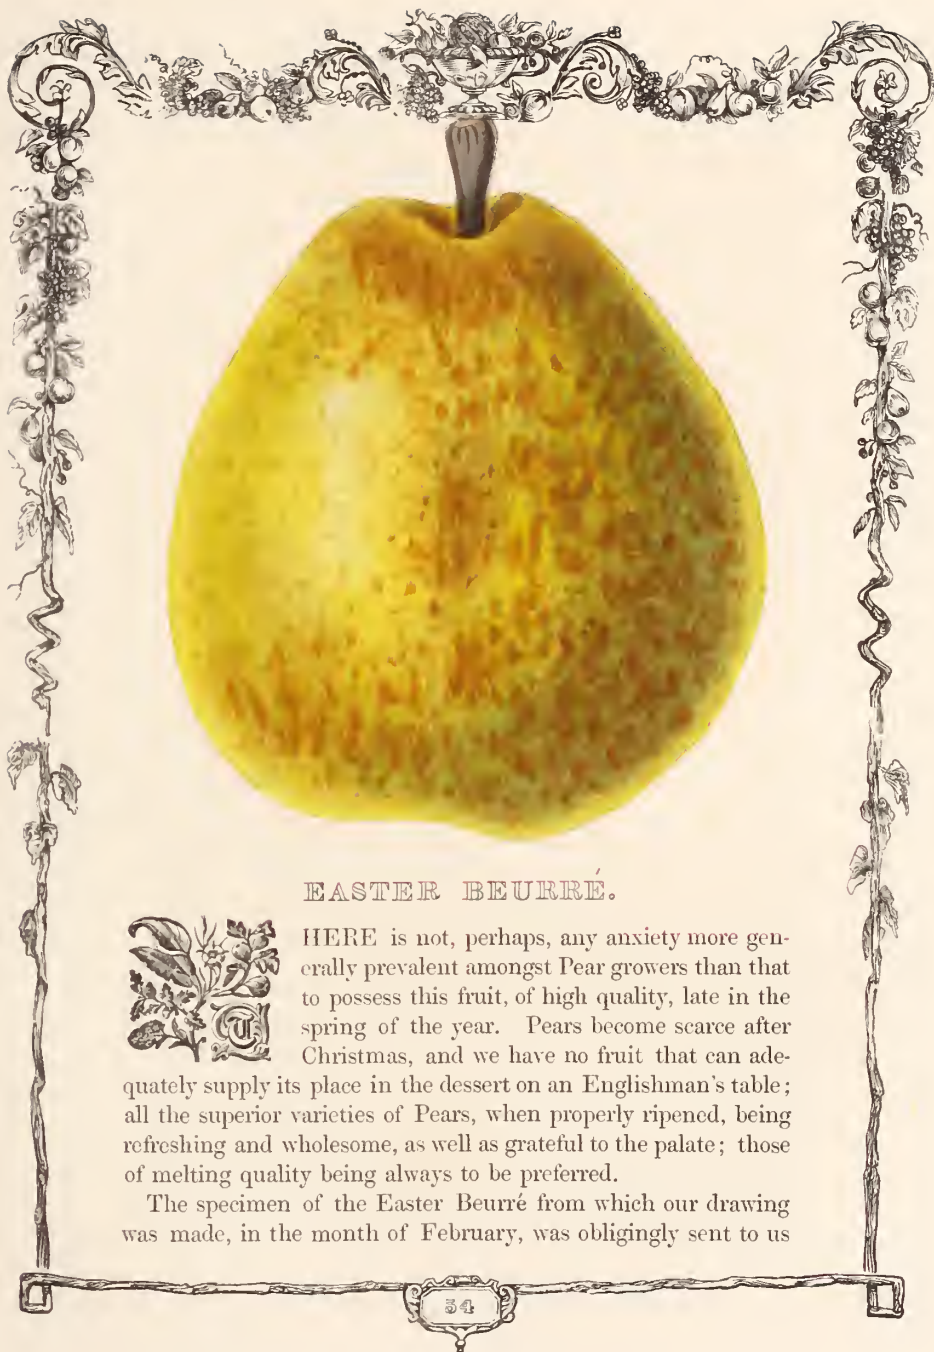 EASTER BEURRÉ.
THERE is not, perhaps, any anxiety more gen-
erally prevalent amongst Pear growers than that
to possess this fruit, of high quality, late in the
spring of the year. Pears become scarce after
Christmas, and we have no fruit that can ade-
quately supply its place in the dessert on an Englishman's table;
all the superior varieties of Pears, when properly ripened, being
refreshing and wholesome, as well as grateful to the palate; those
of melting quality being always to be preferred.
The specimen of the Easter Beurré from which our drawing
was made, in the month of February, was obligingly sent to us
54